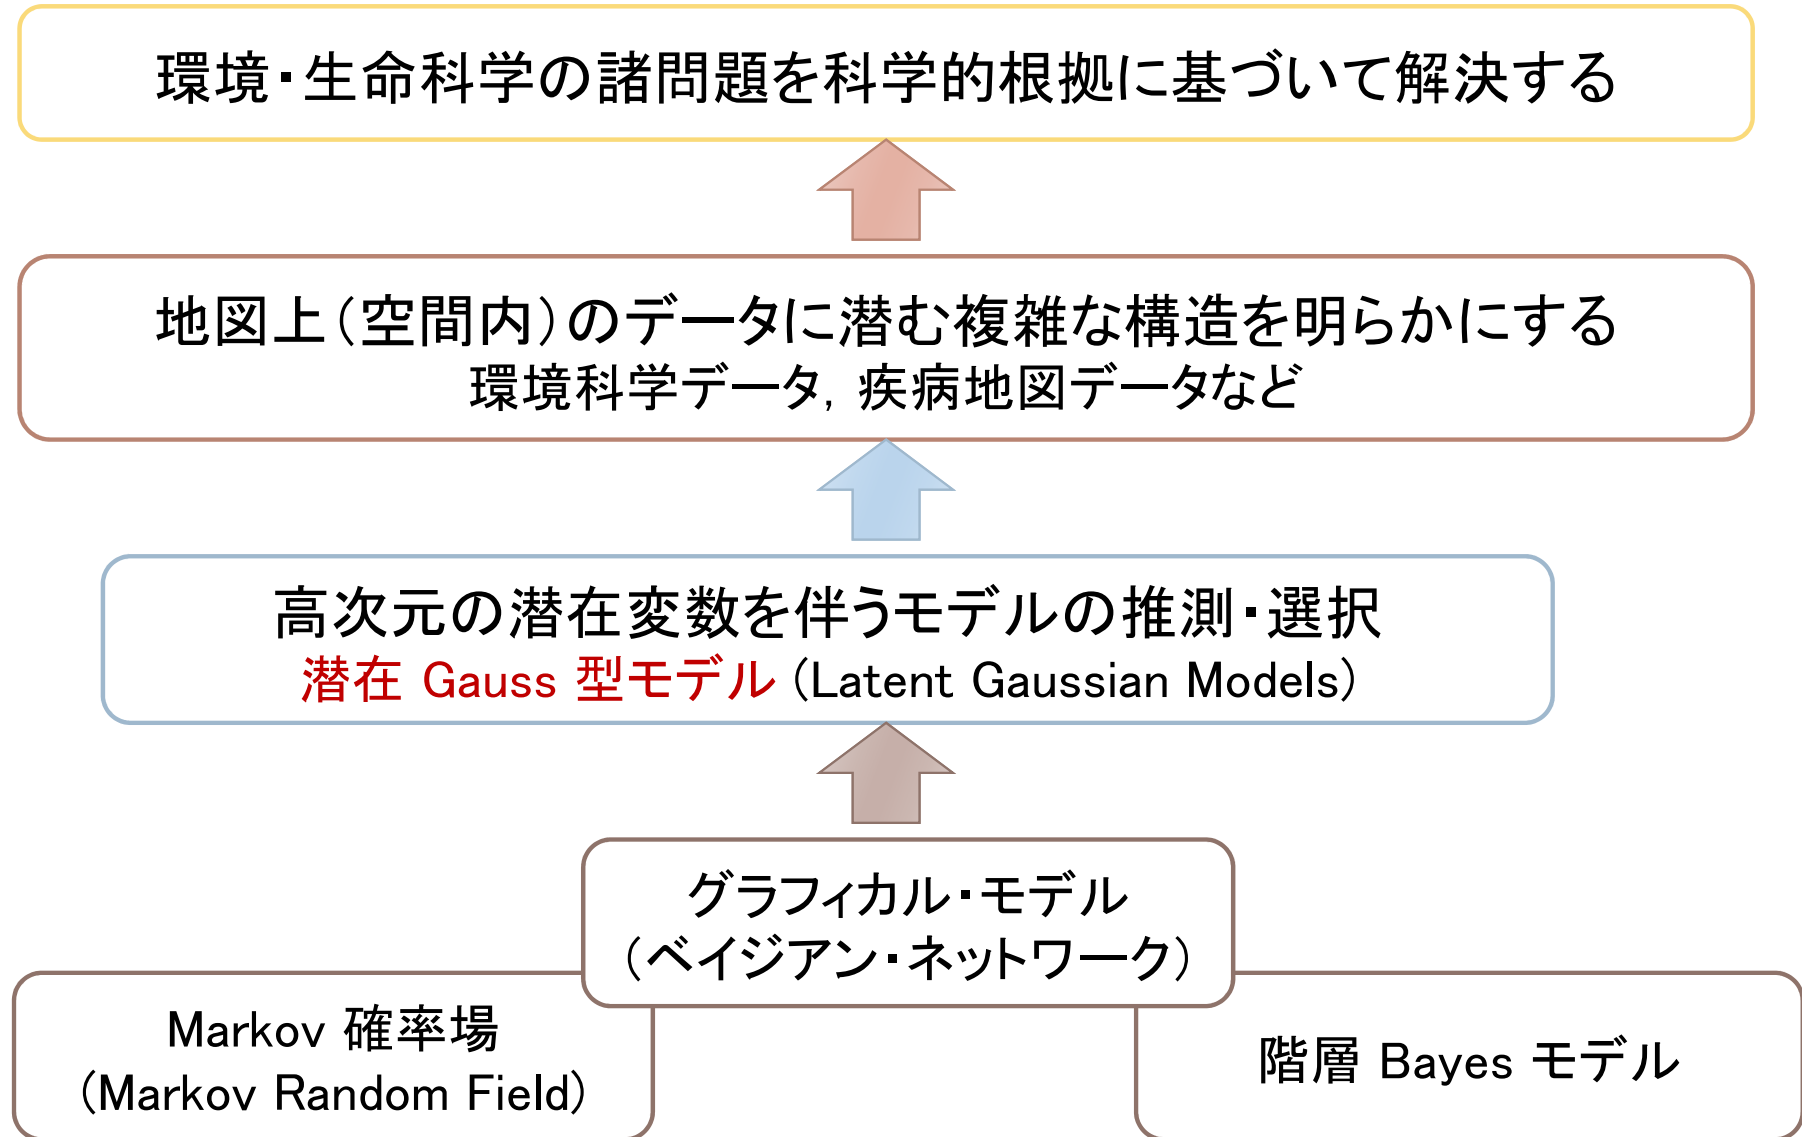 環境・生命科学の諸問題を科学的根拠に基づいて解決する
地図上（空間内）のデータに潜む複雑な構造を明らかにする
環境科学データ, 疾病地図データなど
高次元の潜在変数を伴うモデルの推測・選択
潜在 Gauss 型モデル (Latent Gaussian Models)
グラフィカル・モデル
（ベイジアン・ネットワーク）
Markov 確率場
(Markov Random Field)
階層 Bayes モデル